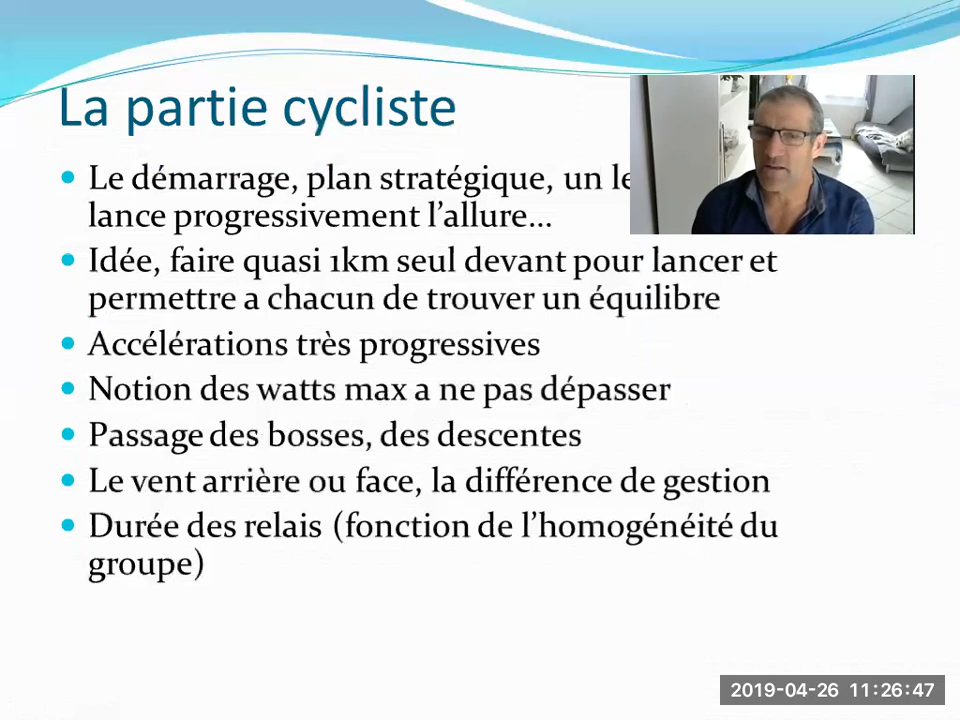 La partie cycliste
Le démarrage, plan stratégique, un
lance progressivement l'allure...
Idée, faire quasi 1km seul devant pour lancer et
permettre a chacun de trouver un équilibre
Accélérations très progressives
Notion des watts max a ne pas dépasser
Passage des bosses, des descentes
Le vent arrière ou face, la différence de gestion
Durée des relais (fonction de l'homogénéité du
groupe)
2019-04-26 11:26:47